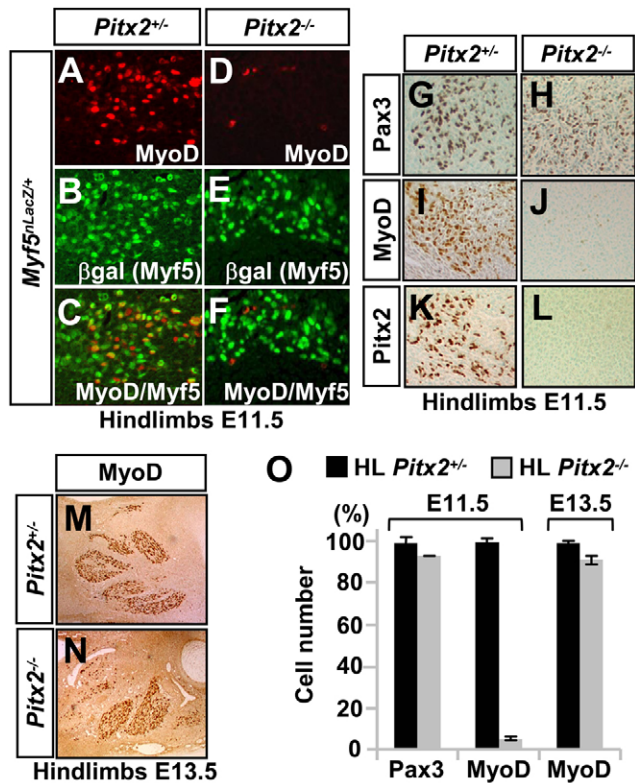 Pitx2+/-
Pitx2-/-
Myf5nLacZ/+
A
MyoD
D
MyoD
B
βgal (Myf5)
E
βgal (Myf5)
C
MyoD/Myf5
F
MyoD/Myf5
Hindlimbs E11.5
Pitx2+/-
Pitx2-/-
Pax3
G
H
MyoD
I
J
Pitx2
K
L
Hindlimbs E11.5
MyoD
Pitx2+/-
M
Pitx2-/-
N
Hindlimbs E13.5
O
HL Pitx2+/-
HL Pitx2-/-
E11.5
E13.5
(%)
Cell number
100
80
60
40
20
0
Pax3
MyoD
MyoD